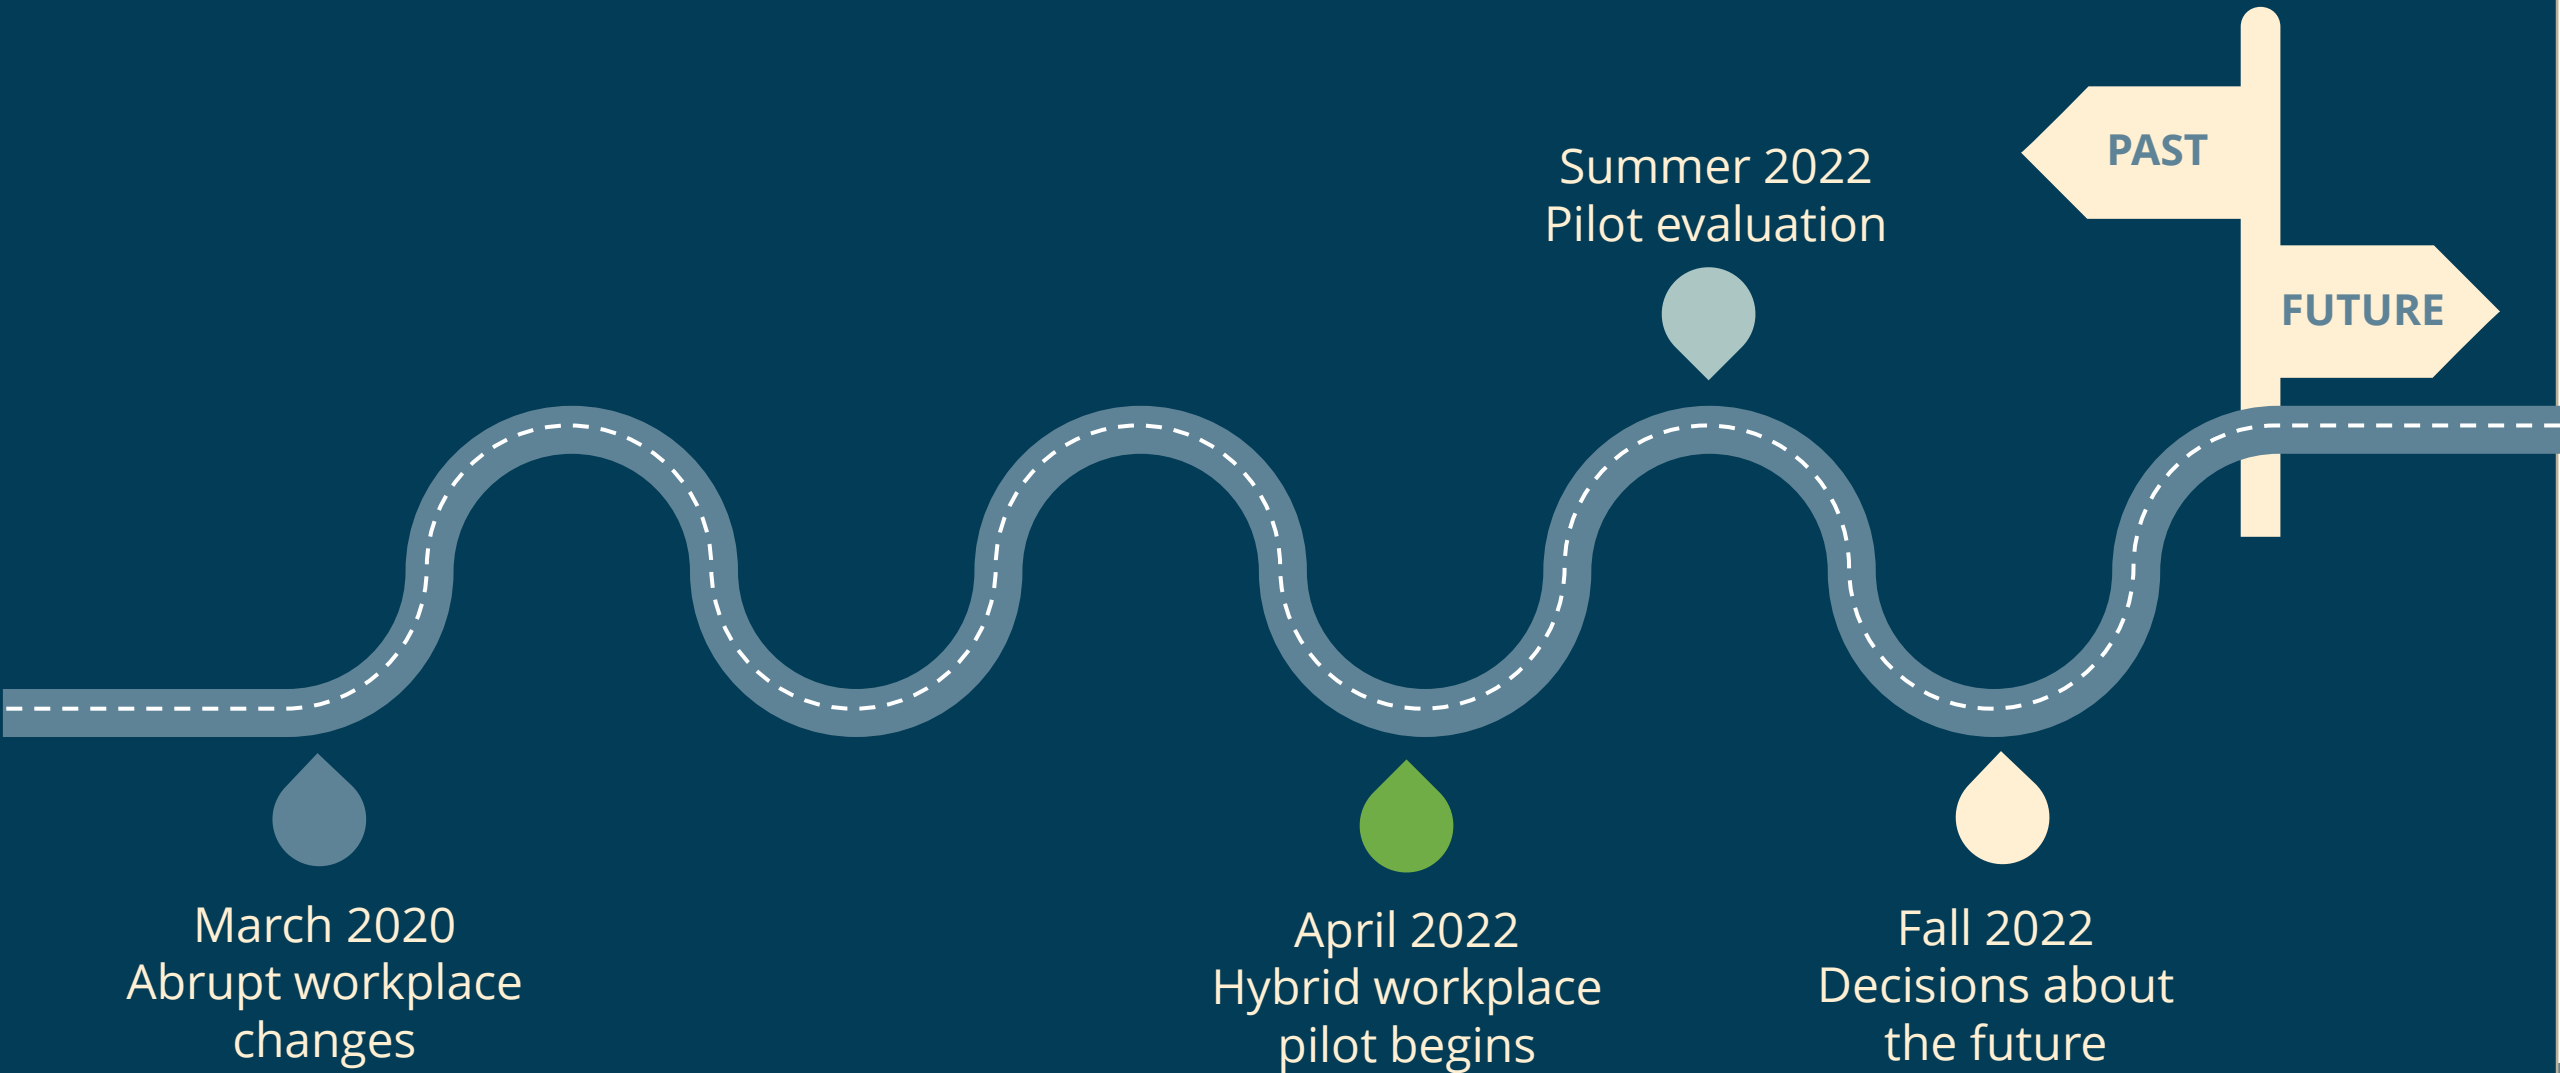 PAST
FUTURE
Summer 2022
Pilot evaluation
March 2020
Abrupt workplace
changes
April 2022
Hybrid workplace
pilot begins
Fall 2022
Decisions about
the future